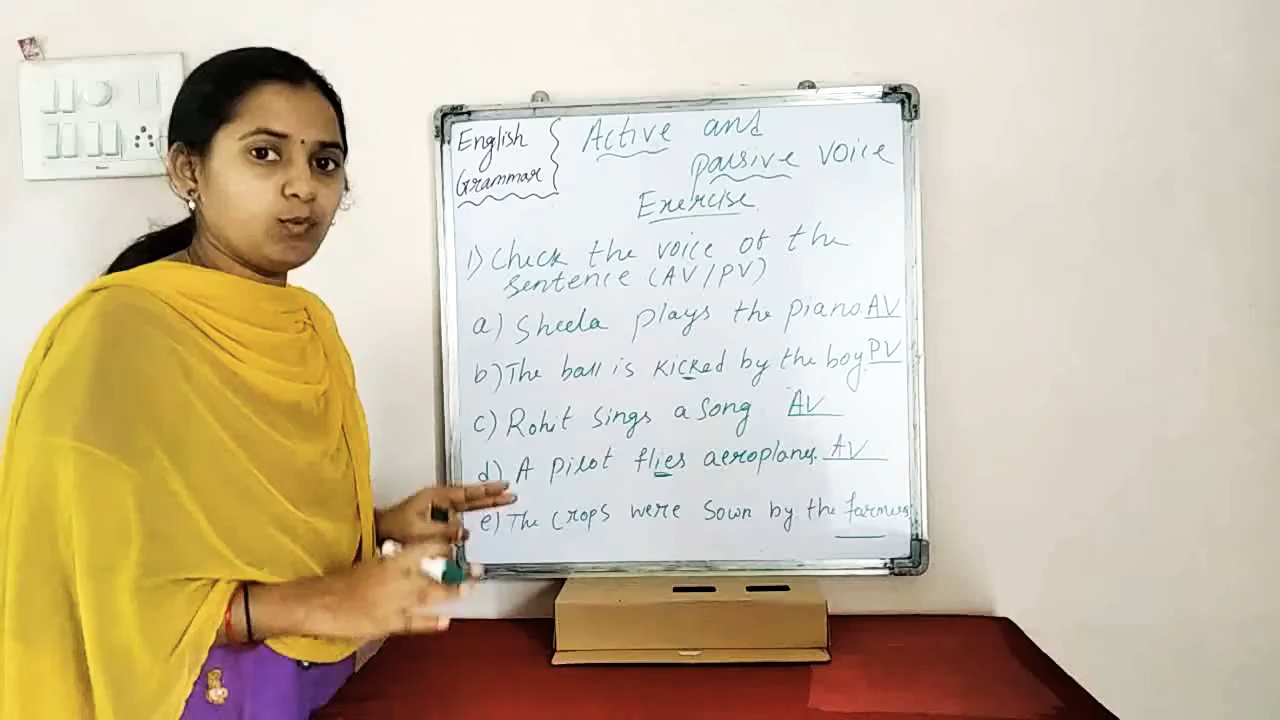 English
Grammar
Active and
passive voice
Exercise
1) Check the voice of the
sentence (AV/PV)
a) Sheela plays the piano. AV
b) The ball is kicked by the boy. PV
c) Rohit sings a song AV
d) A pilot flies aeroplanes. AV
e) The crops were sown by the farmers